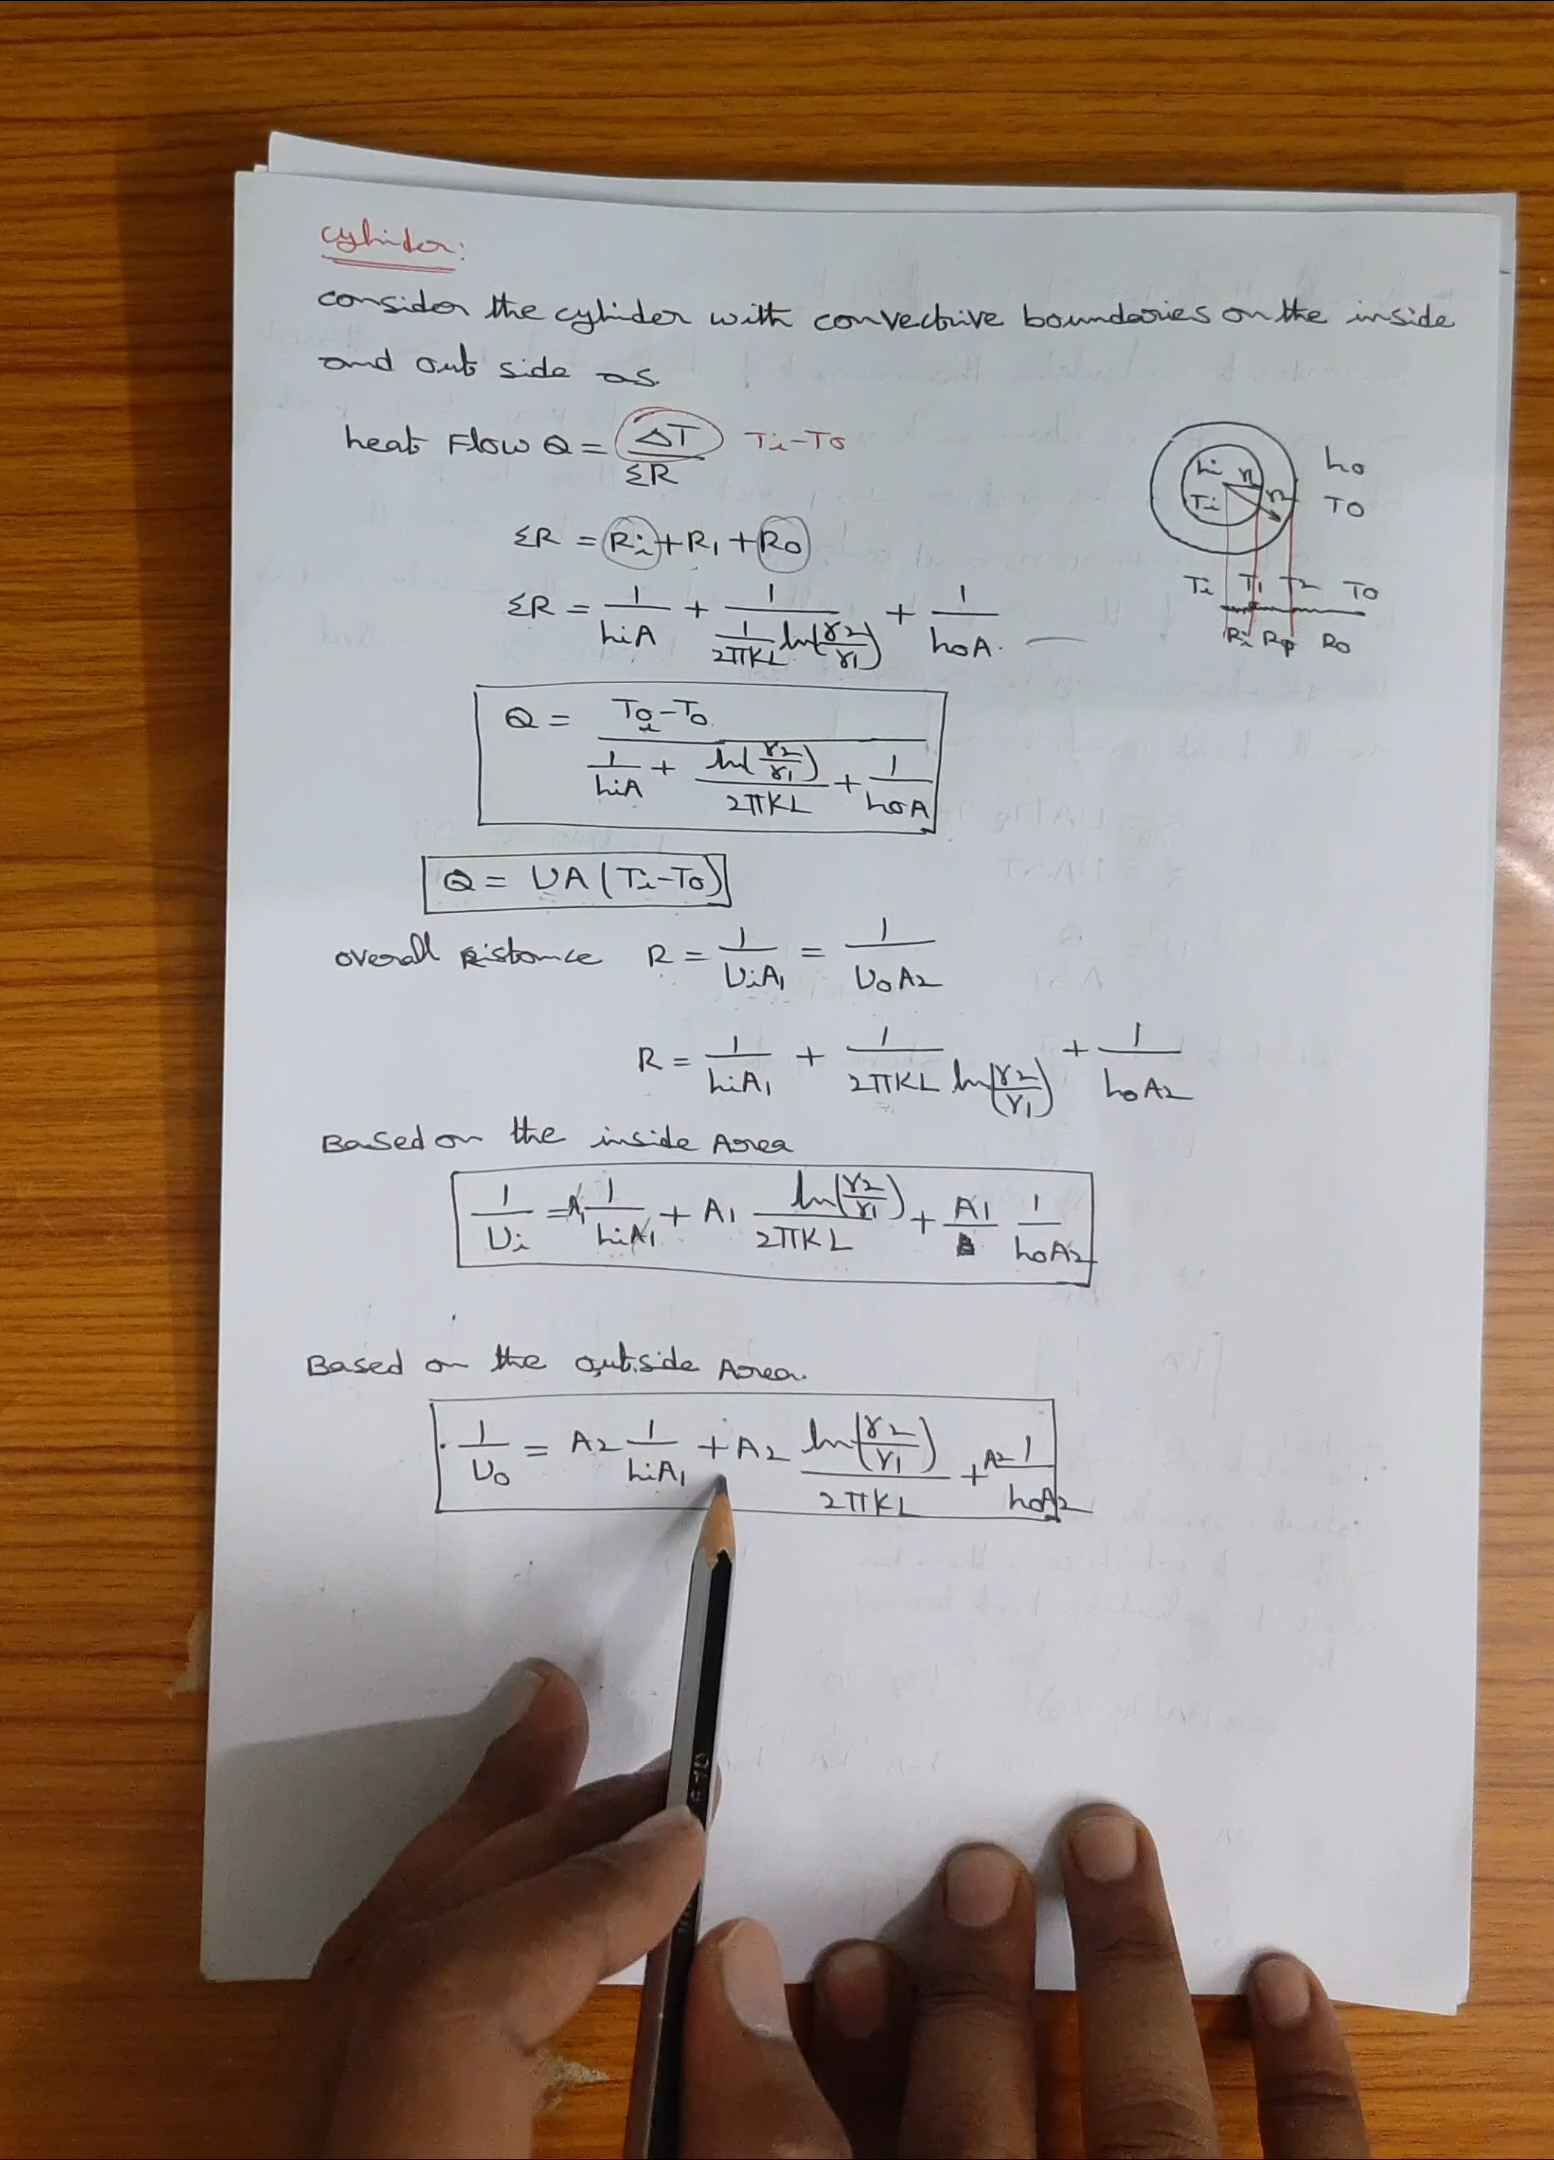 cylinder:
consider the cylinder with convective boundaries on the inside
and out side as
heat Flow Q = ΔT/ΣR Ti-To
ΣR = Ri + R1 + Ro
ΣR = 1/hiA + 1/(1/2πKL ln(r2/r1)) + 1/hoA.
Q = (Ti-To)/(1/hiA + ln(r2/r1)/2πKL + 1/hoA)
Q = UA(Ti-To)
overall Ristance R = 1/UiA1 = 1/UoA2
R = 1/hiA1 + 1/2πKL ln(r2/r1) + 1/hoA2
Based on the inside Area
1/Ui = A1 1/hiA1 + A1 ln(r2/r1)/2πKL + A1 1/hoA2
Based on the outside Area.
1/Uo = A2 1/hiA1 + A2 ln(r2/r1)/2πKL + A2 1/hoA2
hi r1 ho
Ti r2 To
Ti T1 T2 To
Ri Rp Ro